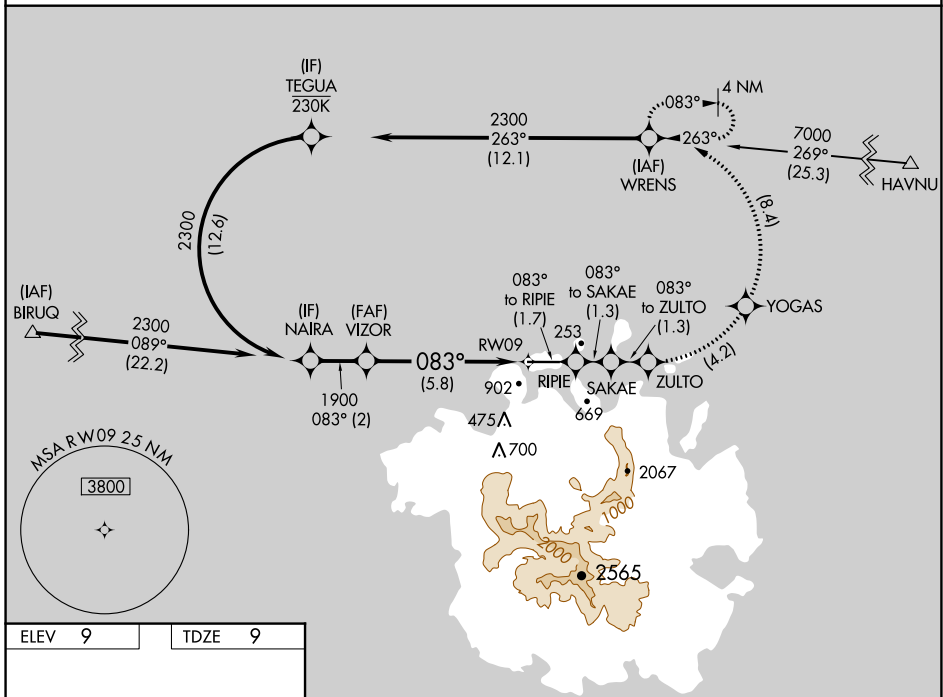 (IF)
TEGUA
230K
2300
263°
(12.1)
083°
4 NM
263°
(IAF)
WRENS
7000
269°
(25.3)
HAVNU
2300
(12.6)
(8.4)
(IAF)
BIRUQ
2300
089°
(22.2)
(IF)
NAIRA
(FAF)
VIZOR
1900
083° (2)
083°
(5.8)
RW09
083°
to RIPIE
(1.7)
083°
to SAKAE
(1.3)
083°
to ZULTO
(1.3)
253
RIPIE
SAKAE
ZULTO
YOGAS
(4.2)
902
669
475
700
2067
1000
2000
2565
MSA RW09 25 NM
3800
ELEV 9
TDZE 9